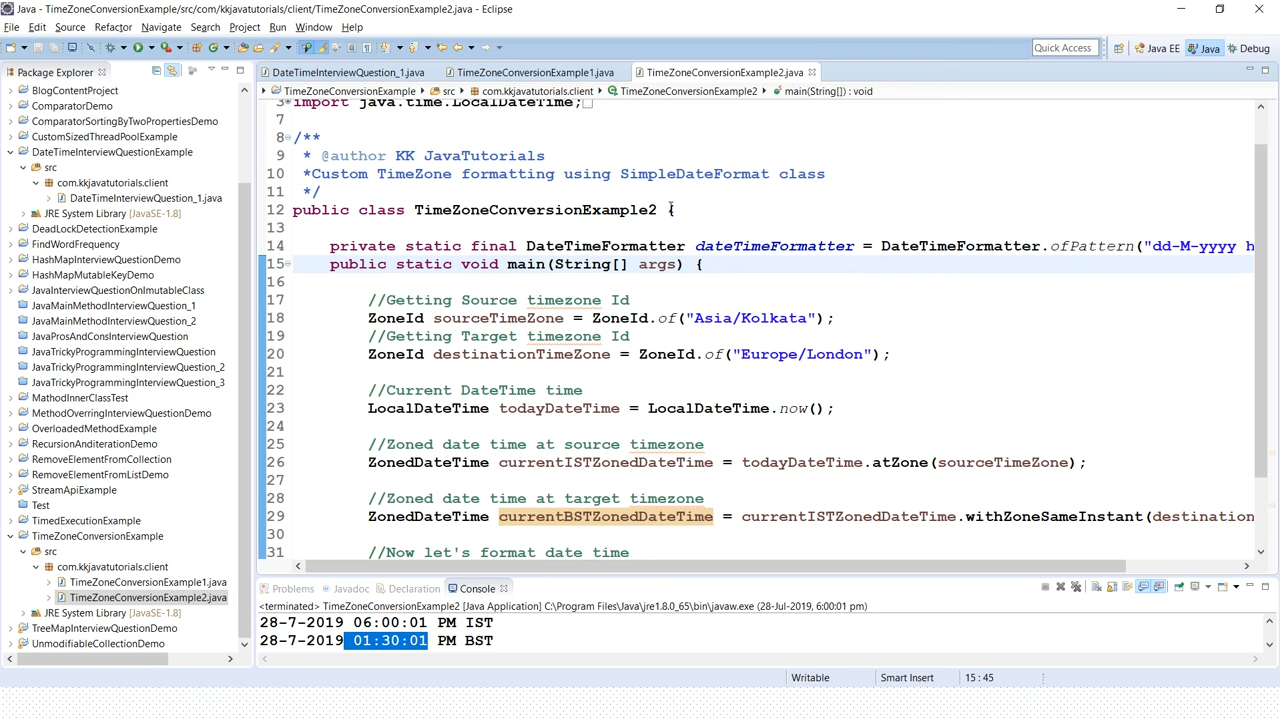 Java - TimeZoneConversionExample/src/com/kkjavatutorials/client/TimeZoneConversionExample2.java - Eclipse
File Edit Source Refactor Navigate Search Project Run Window Help
Quick Access Java EE Java Debug
Package Explorer
BlogContentProject
ComparatorDemo
ComparatorSortingByTwoPropertiesDemo
CustomSizedThreadPoolExample
DateTimeInterviewQuestionExample
src
com.kkjavatutorials.client
DateTimeInterviewQuestion_1.java
JRE System Library [JavaSE-1.8]
DeadLockDetectionExample
FindWordFrequency
HashMapInterviewQuestionDemo
HashMapMutableKeyDemo
JavaInterviewQuestionOnImutableClass
JavaMainMethodInterviewQuestion_1
JavaMainMethodInterviewQuestion_2
JavaProsAndConsInterviewQuestion
JavaTrickyProgrammingInterviewQuestion
JavaTrickyProgrammingInterviewQuestion_2
JavaTrickyProgrammingInterviewQuestion_3
MathodInnerClassTest
MethodOverringInterviewQuestionDemo
OverloadedMethodExample
RecursionAnditerationDemo
RemoveElementFromCollection
RemoveElementFromListDemo
StreamApiExample
Test
TimedExecutionExample
TimeZoneConversionExample
src
com.kkjavatutorials.client
TimeZoneConversionExample1.java
TimeZoneConversionExample2.java
JRE System Library [JavaSE-1.8]
TreeMapInterviewQuestionDemo
UnmodifiableCollectionDemo
DateTimeInterviewQuestion_1.java TimeZoneConversionExample1.java TimeZoneConversionExample2.java
TimeZoneConversionExample src com.kkjavatutorials.client TimeZoneConversionExample2 main(String[]) : void
3 import java.time.LocalDateTime;
7
8 /**
9 * @author KK JavaTutorials
10 *Custom TimeZone formatting using SimpleDateFormat class
11 */
12 public class TimeZoneConversionExample2 {
13
14 private static final DateTimeFormatter dateTimeFormatter = DateTimeFormatter.ofPattern("dd-M-yyyy h
15 public static void main(String[] args) {
16
17 //Getting Source timezone Id
18 ZoneId sourceTimeZone = ZoneId.of("Asia/Kolkata");
19 //Getting Target timezone Id
20 ZoneId destinationTimeZone = ZoneId.of("Europe/London");
21
22 //Current DateTime time
23 LocalDateTime todayDateTime = LocalDateTime.now();
24
25 //Zoned date time at source timezone
26 ZonedDateTime currentISTZonedDateTime = todayDateTime.atZone(sourceTimeZone);
27
28 //Zoned date time at target timezone
29 ZonedDateTime currentBSTZonedDateTime = currentISTZonedDateTime.withZoneSameInstant(destination
30
31 //Now let's format date time
Problems Javadoc Declaration Console
<terminated> TimeZoneConversionExample2 [Java Application] C:\Program Files\Java\jre1.8.0_65\bin\javaw.exe (28-Jul-2019, 6:00:01 pm)
28-7-2019 06:00:01 PM IST
28-7-2019 01:30:01 PM BST
Writable Smart Insert 15 : 45